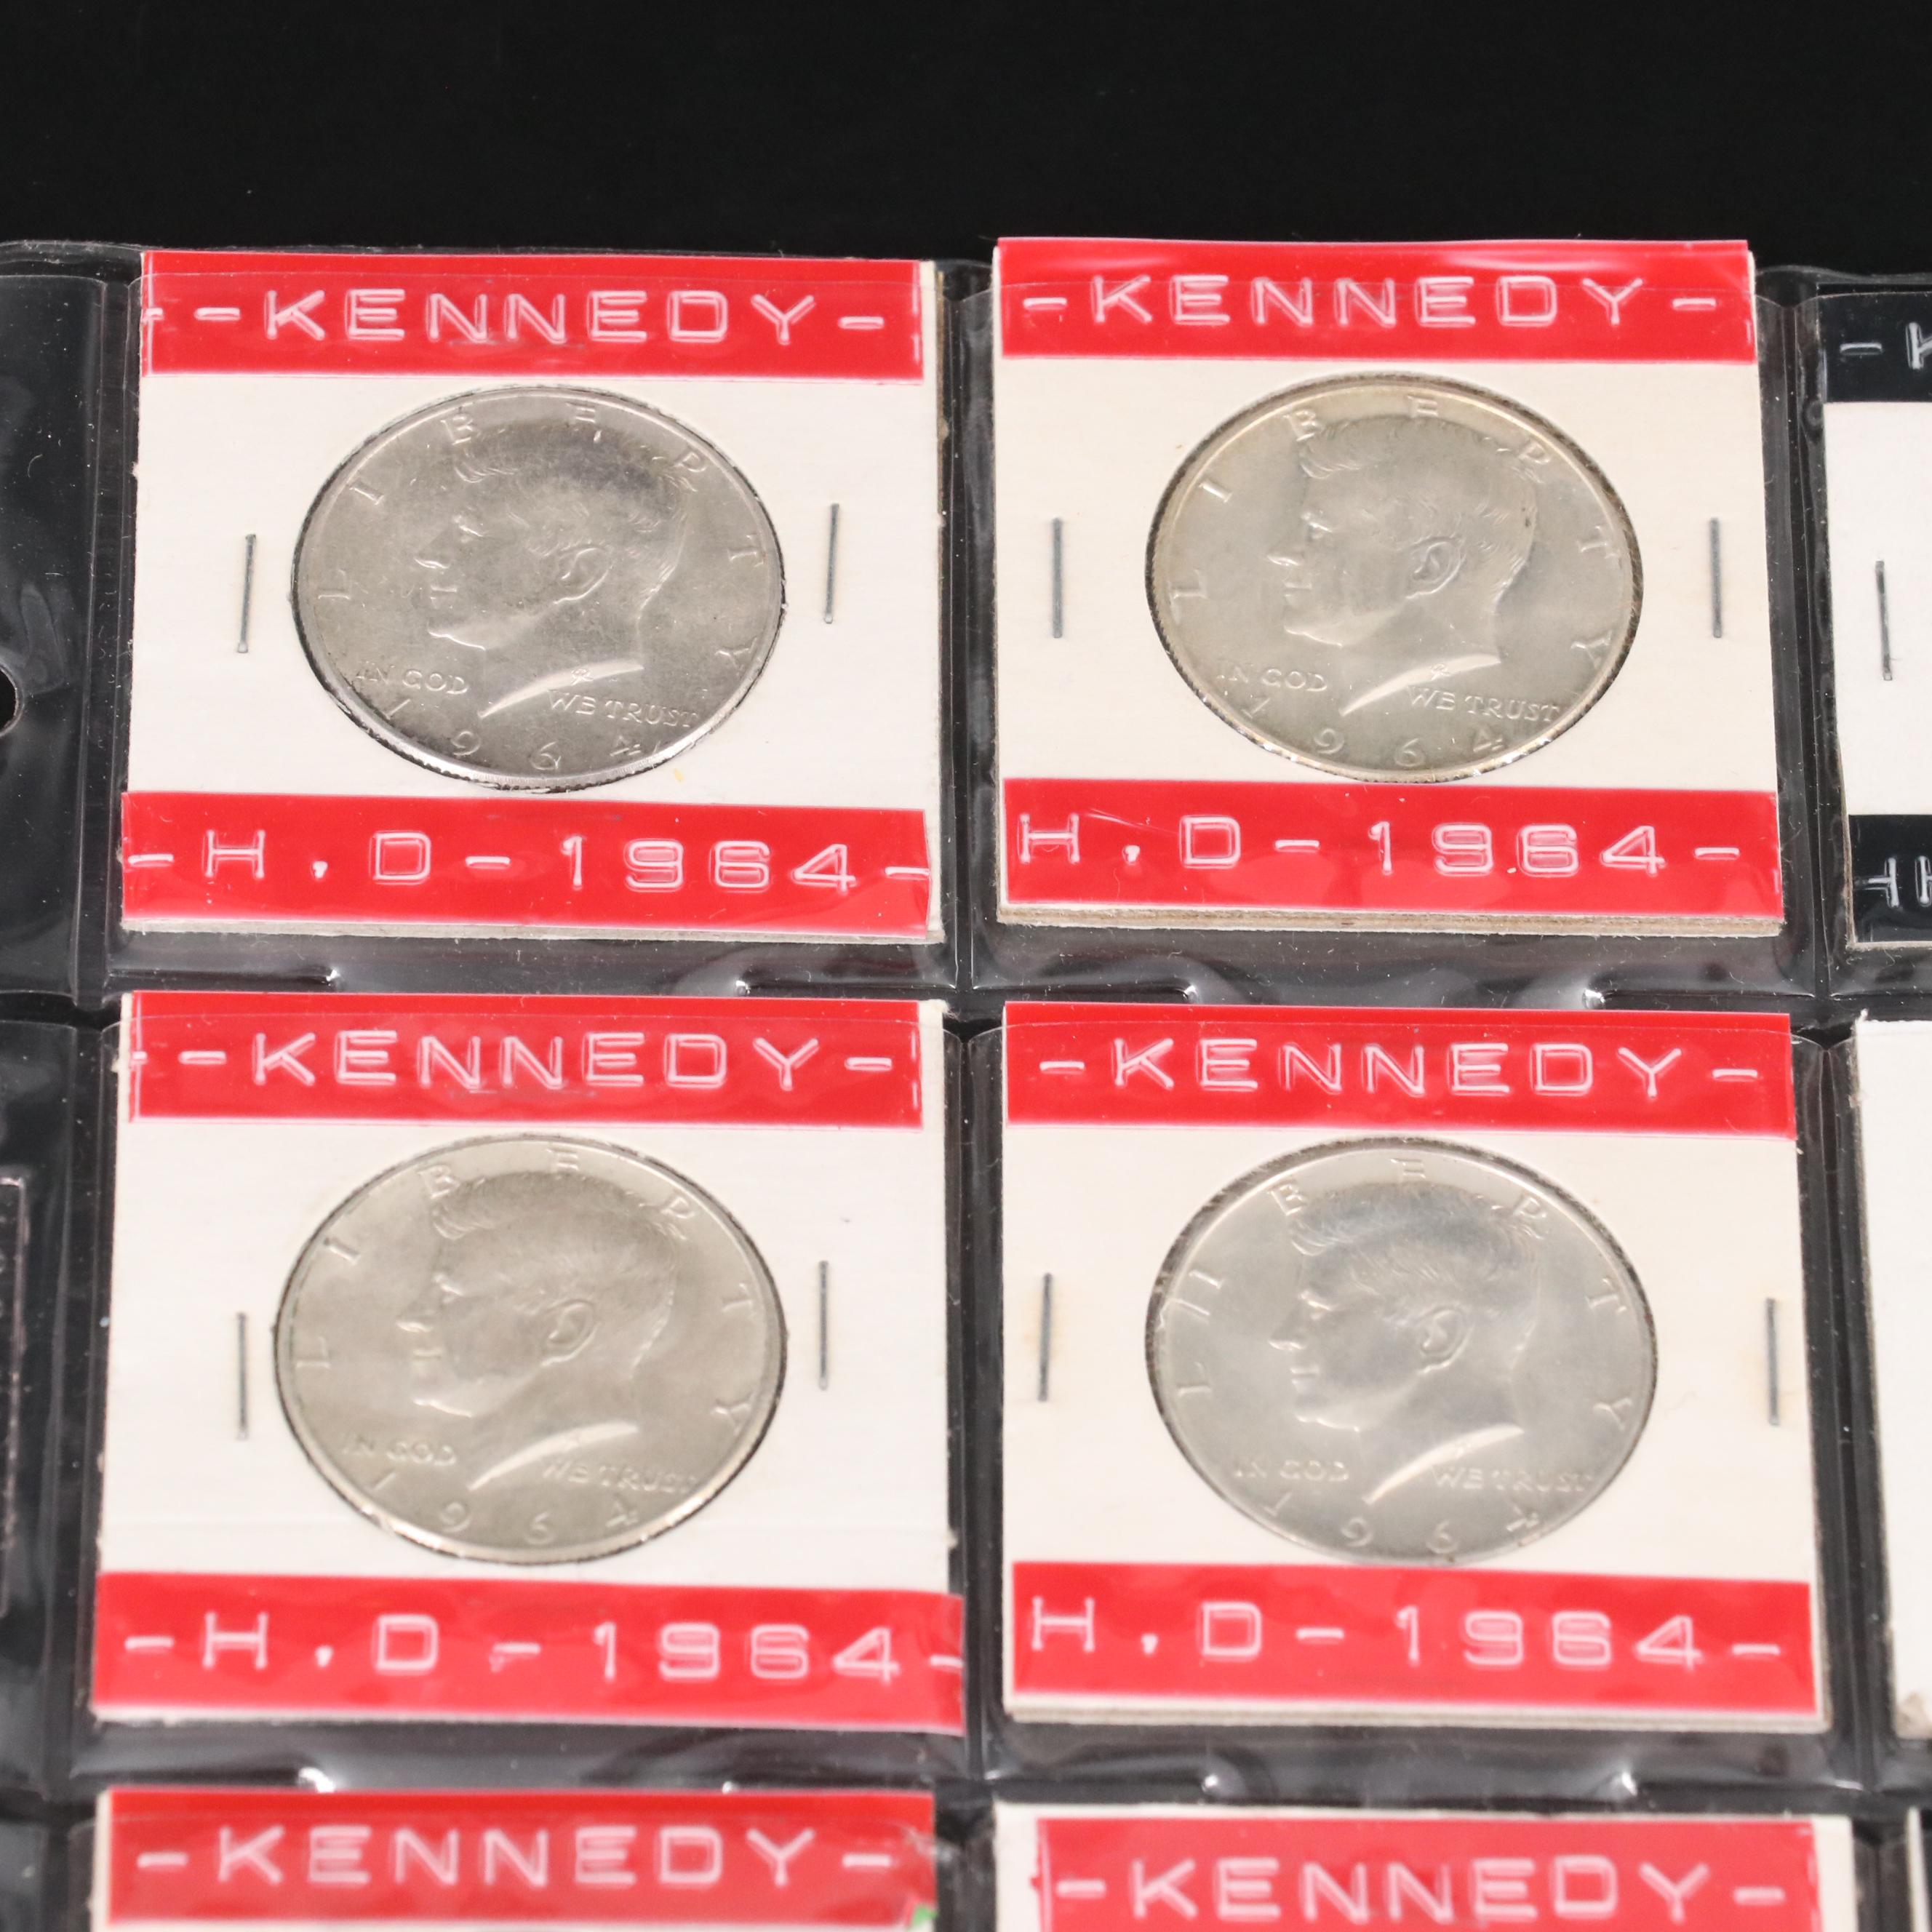 -KENNEDY-
LIBERTY
IN GOD WE TRUST
1964
-H.D-1964-
-KENNEDY-
LIBERTY
IN GOD WE TRUST
1964
H.D-1964-
-K
-KENNEDY-
LIBERTY
IN GOD WE TRUST
1964
-H.D-1964-
-KENNEDY-
LIBERTY
IN GOD WE TRUST
1964
H.D-1964-
-KENNEDY-
-KENNEDY-